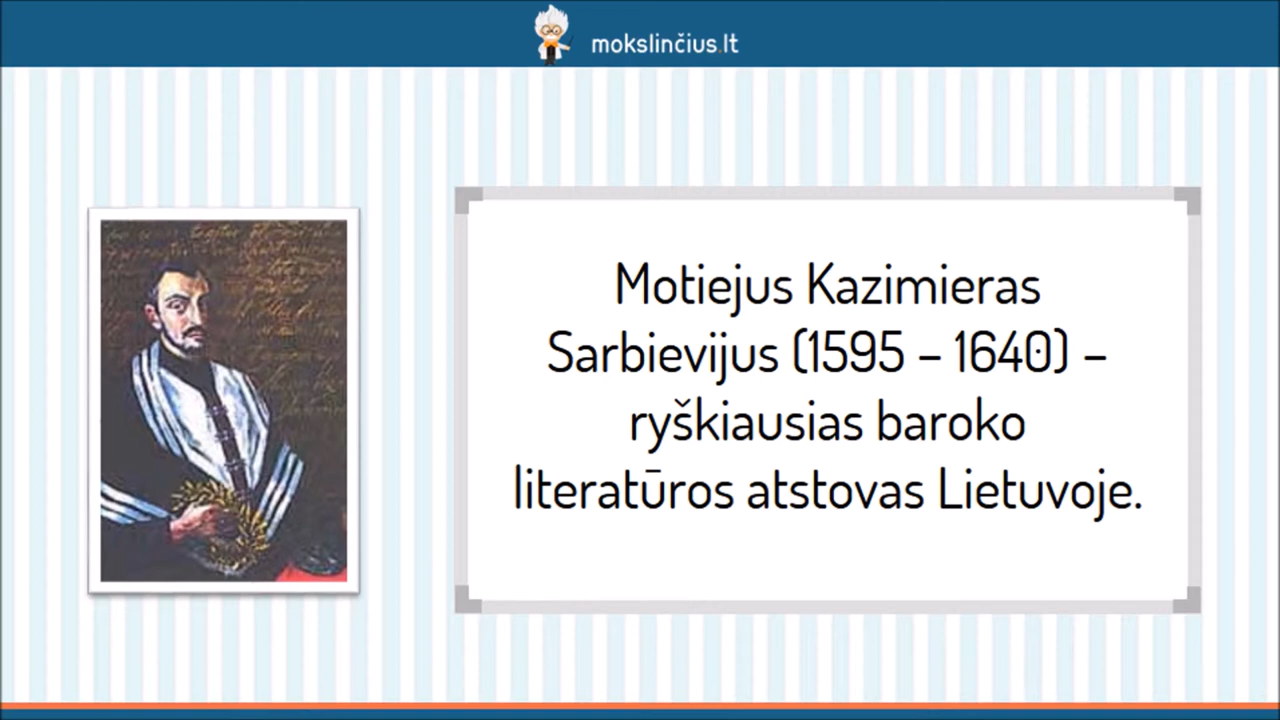 mokslinčius.lt
Motiejus Kazimieras
Sarbievijus (1595 – 1640) –
ryškiausias baroko
literatūros atstovas Lietuvoje.